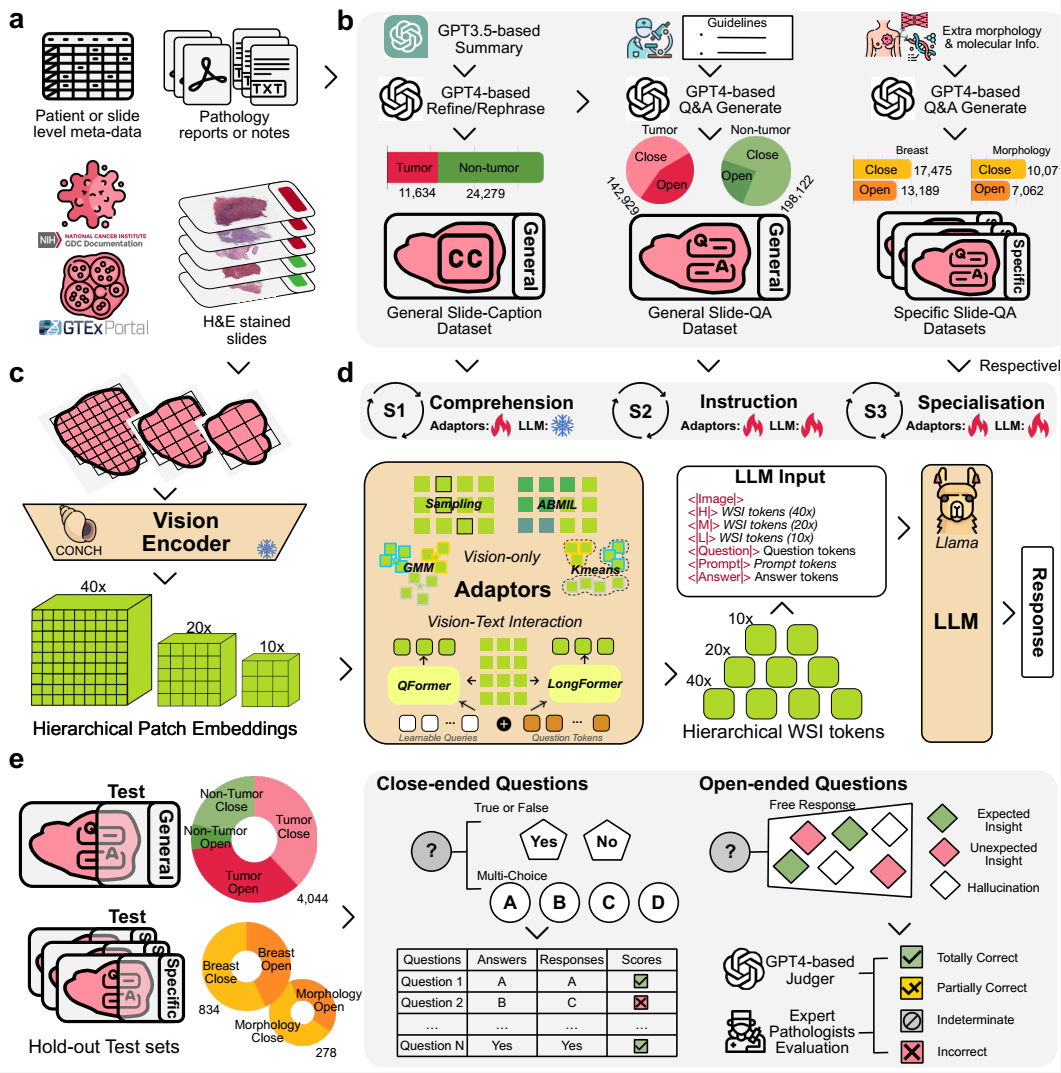 a
Patient or slide
level meta-data
TXT
Pathology
reports or notes
NIH
NATIONAL CANCER INSTITUTE
GDC Documentation
GTEx Portal
H&E stained
slides
b
GPT3.5-based
Summary
GPT4-based
Refine/Rephrase
Tumor
Non-tumor
11,634
24,279
CC
General
General Slide-Caption
Dataset
Guidelines
GPT4-based
Q&A Generate
Tumor
Close
Open
142,929
Non-tumor
Close
Open
198,122
Q
A
General
General Slide-QA
Dataset
Extra morphology
& molecular Info.
GPT4-based
Q&A Generate
Breast
Close
17,475
Open
13,189
Morphology
Close
10,07
Open
7,062
S
S
Q
A
Specific
Specific Slide-QA
Datasets
c
CONCH
Vision
Encoder
40x
20x
10x
Hierarchical Patch Embeddings
d
Respectivel
S1
Comprehension
Adaptors:
LLM:
S2
Instruction
Adaptors:
LLM:
S3
Specialisation
Adaptors:
LLM:
Sampling
ABMIL
GMM
Vision-only
Kmeans
Adaptors
Vision-Text Interaction
QFormer
LongFormer
...
...
Learnable Queries
Question Tokens
LLM Input
<|Image|>
<|H|> WSI tokens (40x)
<|M|> WSI tokens (20x)
<|L|> WSI tokens (10x)
<|Question|> Question tokens
<|Prompt|> Prompt tokens
<|Answer|> Answer tokens
10x
20x
40x
Hierarchical WSI tokens
Llama
LLM
Response
e
Test
Q
A
General
Non-Tumor
Close
Non-Tumor
Open
Tumor
Close
Tumor
Open
4,044
Test
S
S
Q
A
Specific
Breast
Close
Breast
Open
834
Morphology
Open
Morphology
Close
278
Hold-out Test sets
Close-ended Questions
True or False
?
Yes
No
Multi-Choice
A
B
C
D
Questions Answers Responses Scores
Question 1 A A
Question 2 B C
... ... ... ...
Question N Yes Yes
Open-ended Questions
Free Response
?
Expected
Insight
Unexpected
Insight
Hallucination
GPT4-based
Judger
Expert
Pathologists
Evaluation
Totally Correct
Partially Correct
Indeterminate
Incorrect